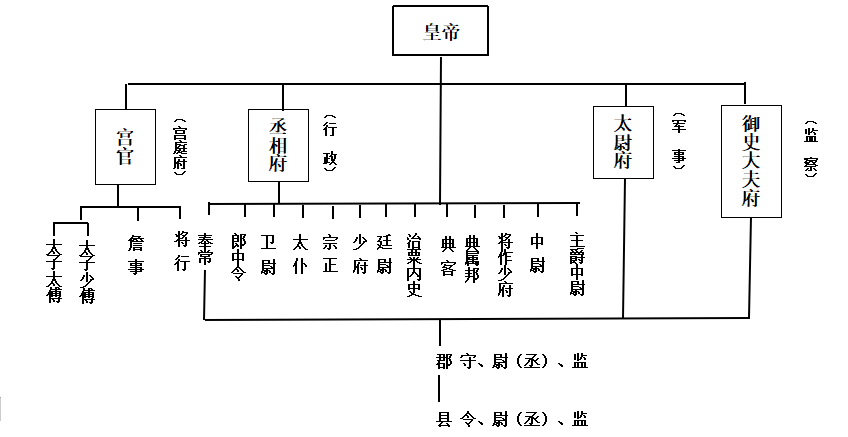 皇帝
宫官
（宫庭府）
丞相府
（行 政）
太尉府
（军 事）
御史大夫府
（监 察）
太子太傅
太子少傅
詹事
将行
奉常
郎中令
卫尉
太仆
宗正
少府
廷尉
治粟内史
典客
典属邦
将作少府
中尉
主爵中尉
郡 守、尉（丞）、监
县 令、尉（丞）、监